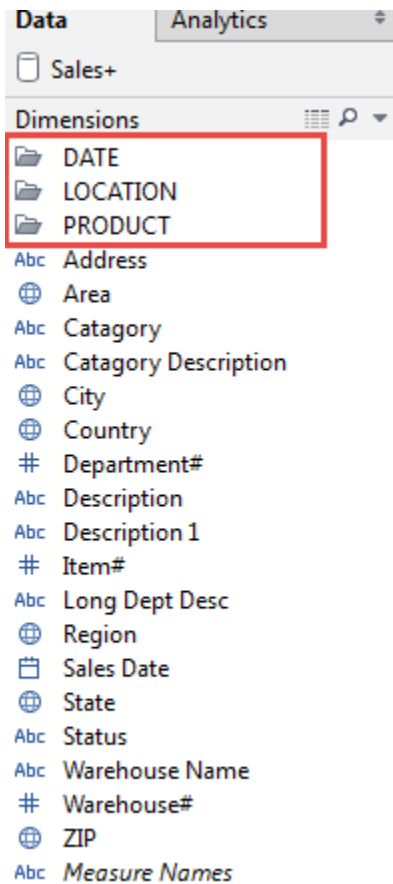 Data Analytics
Sales+
Dimensions
DATE
LOCATION
PRODUCT
Abc Address
Area
Abc Catagory
Abc Catagory Description
City
Country
# Department#
Abc Description
Abc Description 1
# Item#
Abc Long Dept Desc
Region
Sales Date
State
Abc Status
Abc Warehouse Name
# Warehouse#
ZIP
Abc Measure Names